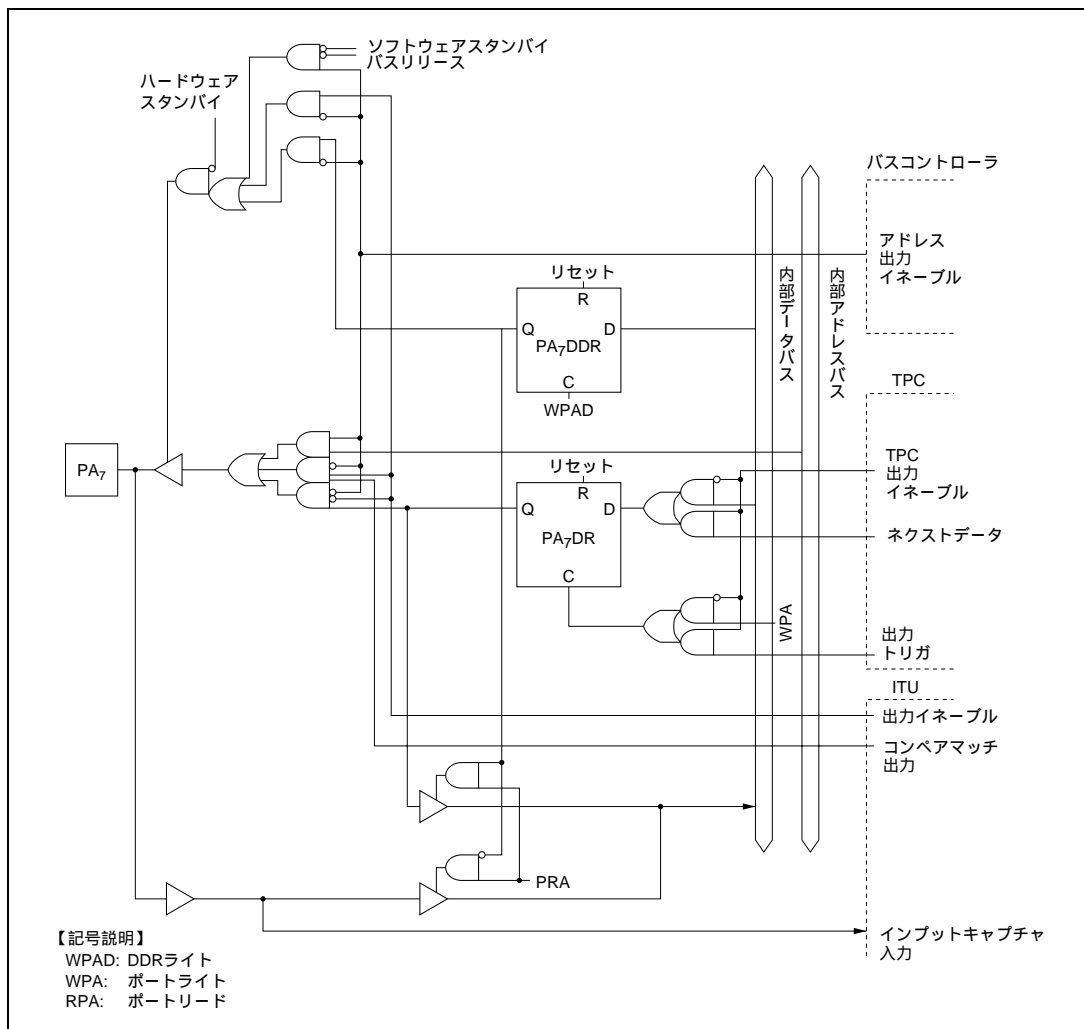 ソフトウェアスタンバイ
バスリリース
ハードウェア
スタンバイ
バスコントローラ
アドレス
出力
イネーブル
内部データバス
内部アドレスバス
リセット
R
Q
D
PA7DDR
C
WPAD
TPC
TPC
出力
イネーブル
PA7
リセット
R
Q
D
PA7DR
C
ネクストデータ
WPA
出力
トリガ
ITU
出力イネーブル
コンペアマッチ
出力
PRA
インプットキャプチャ
入力
【記号説明】
WPAD: DDRライト
WPA: ポートライト
RPA: ポートリード